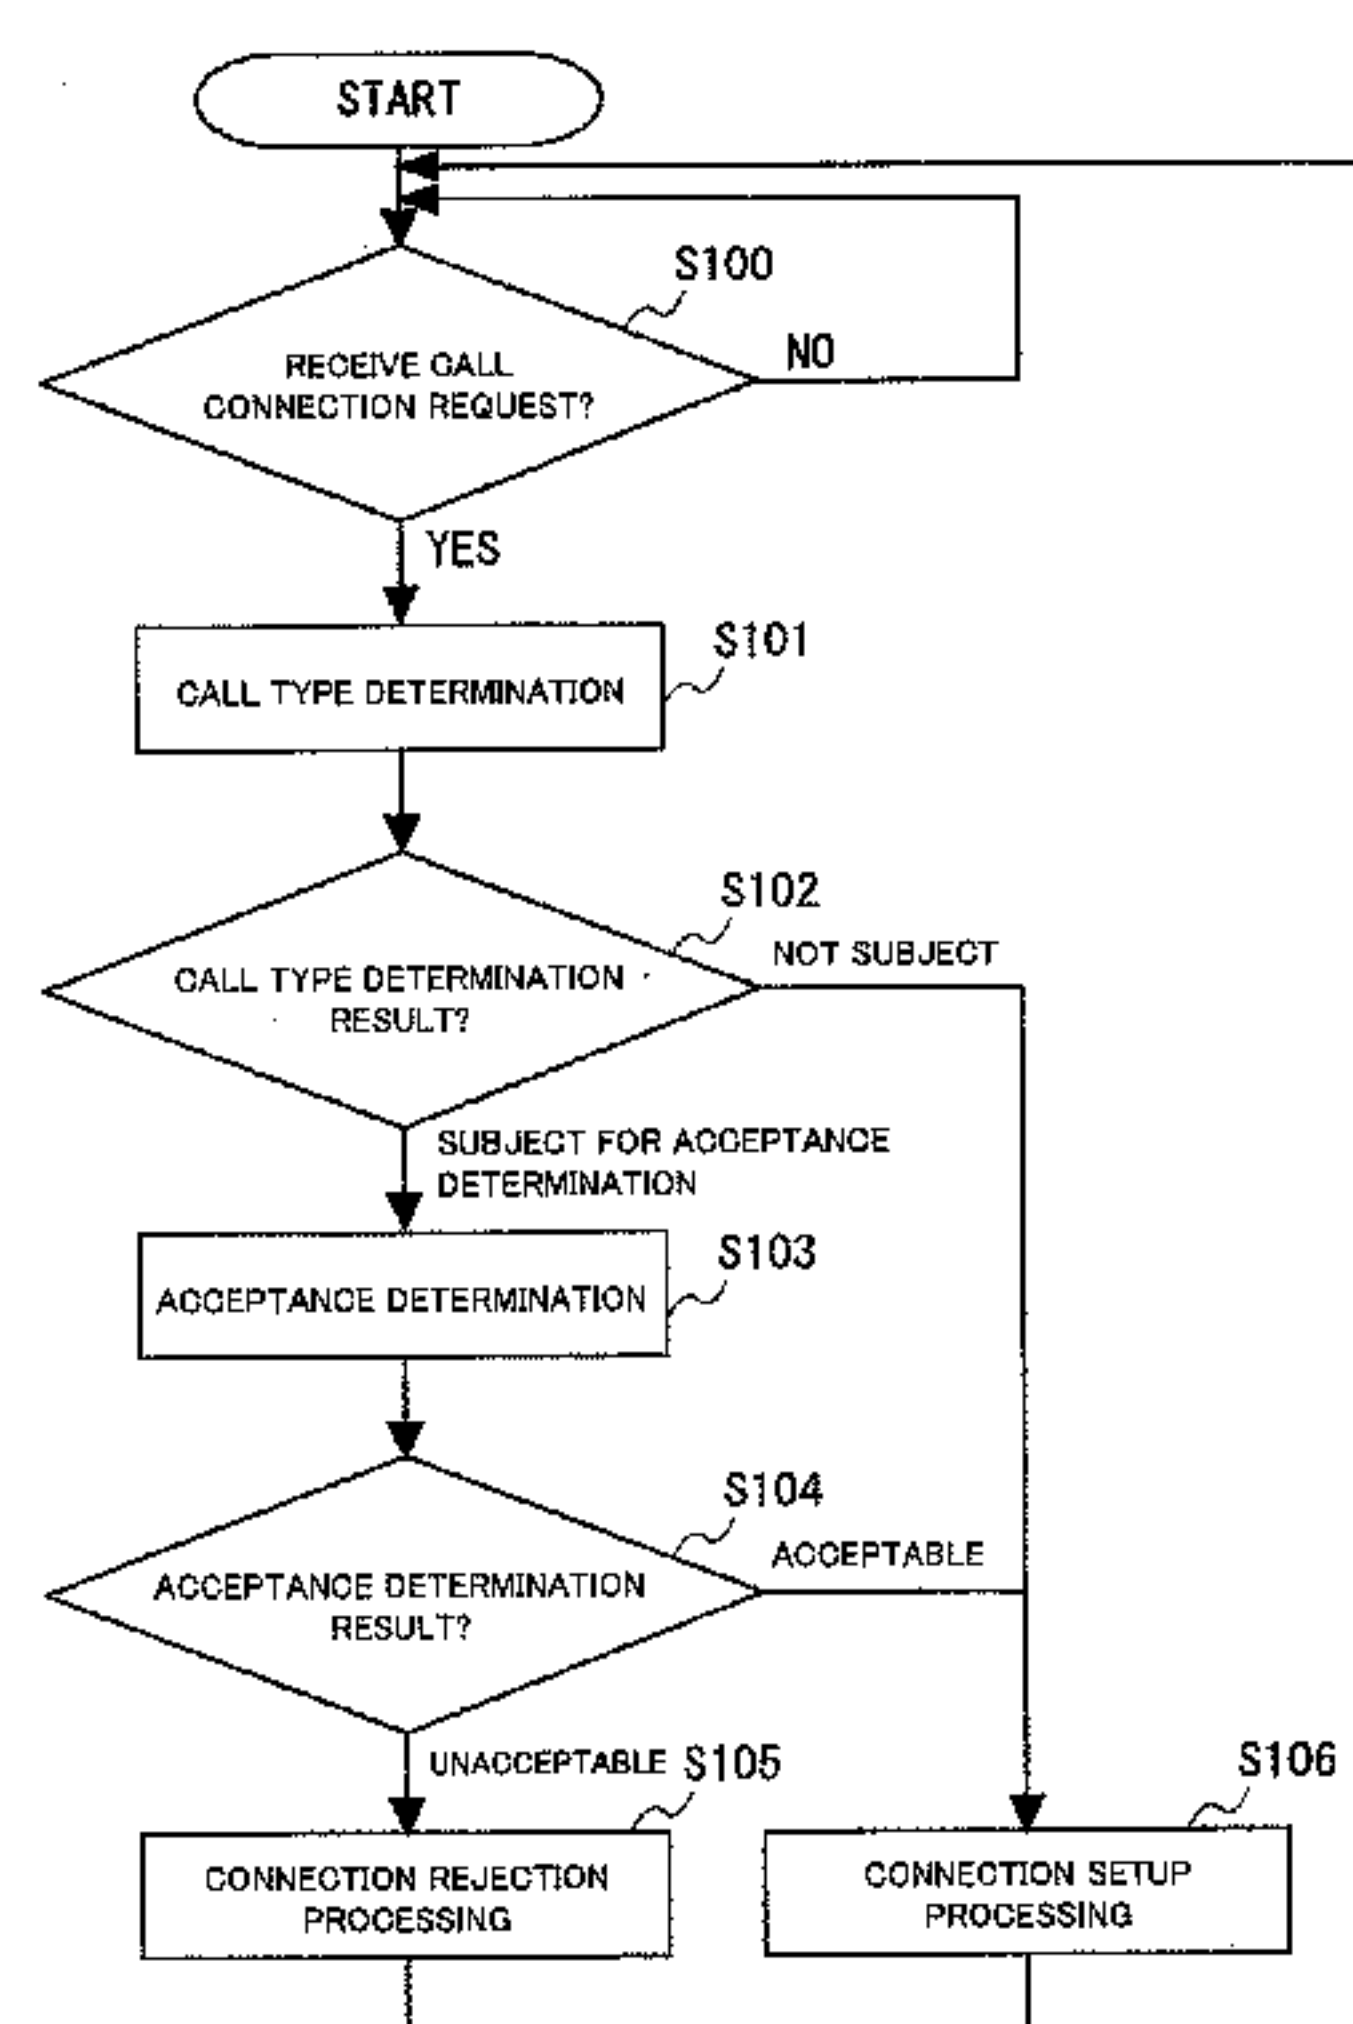 START
S100
RECEIVE CALL
CONNECTION REQUEST?
NO
YES
S101
CALL TYPE DETERMINATION
S102
CALL TYPE DETERMINATION
RESULT?
NOT SUBJECT
SUBJECT FOR ACCEPTANCE
DETERMINATION
S103
ACCEPTANCE DETERMINATION
S104
ACCEPTANCE DETERMINATION
RESULT?
ACCEPTABLE
UNACCEPTABLE
S105
S106
CONNECTION REJECTION
PROCESSING
CONNECTION SETUP
PROCESSING